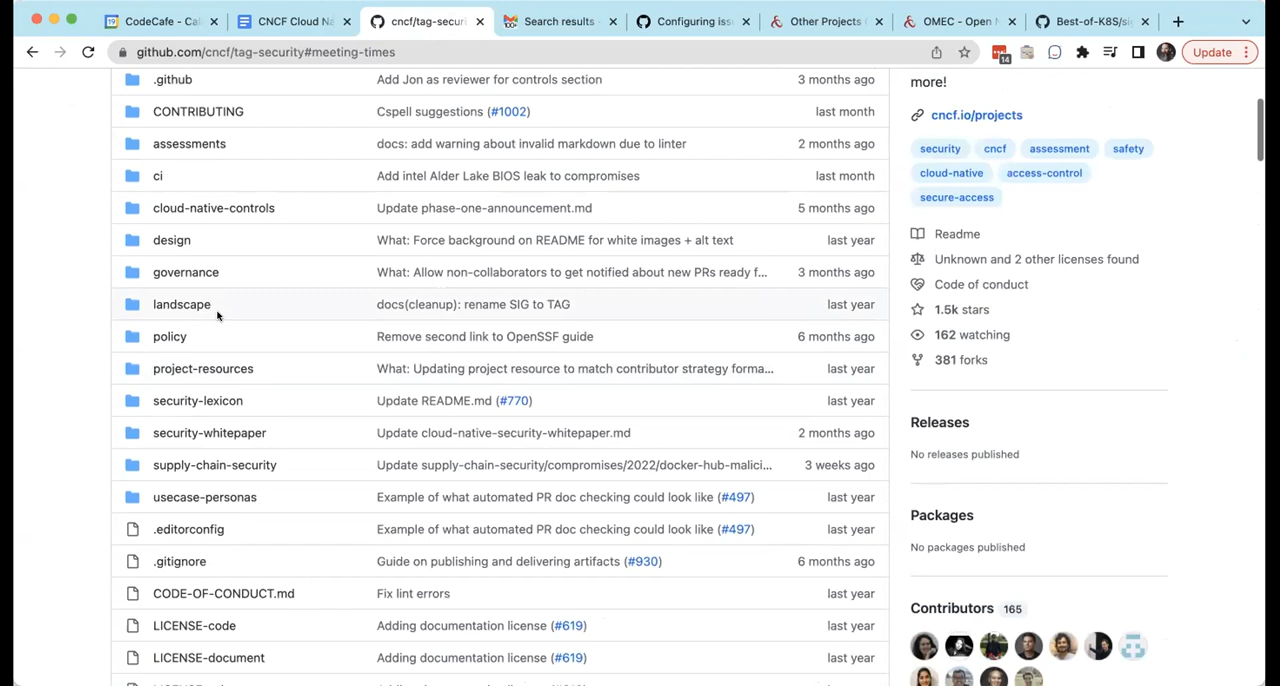 CodeCafe - Cal
CNCF Cloud Na
cncf/tag-securi
Search results -
Configuring iss
Other Projects (
OMEC - Open N
Best-of-K8S/sig
github.com/cncf/tag-security#meeting-times
14
Update
.github Add Jon as reviewer for controls section 3 months ago
CONTRIBUTING Cspell suggestions (#1002) last month
assessments docs: add warning about invalid markdown due to linter 2 months ago
ci Add intel Alder Lake BIOS leak to compromises last month
cloud-native-controls Update phase-one-announcement.md 5 months ago
design What: Force background on README for white images + alt text last year
governance What: Allow non-collaborators to get notified about new PRs ready f... 3 months ago
landscape docs(cleanup): rename SIG to TAG last year
policy Remove second link to OpenSSF guide 6 months ago
project-resources What: Updating project resource to match contributor strategy forma... last year
security-lexicon Update README.md (#770) last year
security-whitepaper Update cloud-native-security-whitepaper.md 2 months ago
supply-chain-security Update supply-chain-security/compromises/2022/docker-hub-malici... 3 weeks ago
usecase-personas Example of what automated PR doc checking could look like (#497) last year
.editorconfig Example of what automated PR doc checking could look like (#497) last year
.gitignore Guide on publishing and delivering artifacts (#930) 6 months ago
CODE-OF-CONDUCT.md Fix lint errors last year
LICENSE-code Adding documentation license (#619) last year
LICENSE-document Adding documentation license (#619) last year
more!
cncf.io/projects
security cncf assessment safety
cloud-native access-control
secure-access
Readme
Unknown and 2 other licenses found
Code of conduct
1.5k stars
162 watching
381 forks
Releases
No releases published
Packages
No packages published
Contributors 165